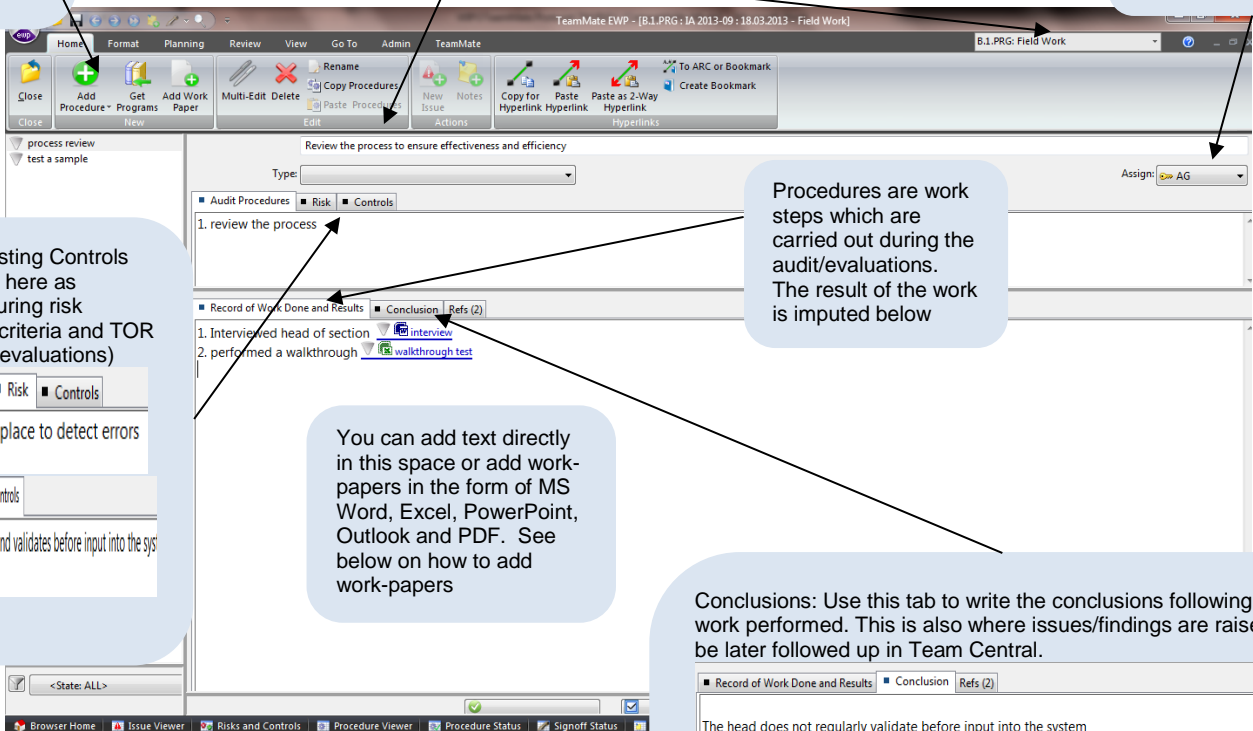 TeamMate EWP - [B.1.PRG : IA 2013-09 : 18.03.2013 - Field Work]
ewp
Home Format Planning Review View Go To Admin TeamMate
B.1.PRG: Field Work
Close
Add Procedure
Get Programs
Add Work Paper
Multi-Edit
Delete
Rename
Copy Procedures
Paste Procedures
New Issue
Notes
Copy for Hyperlink
Paste Hyperlink
Paste as 2-Way Hyperlink
To ARC or Bookmark
Create Bookmark
Close New Edit Actions Hyperlinks
process review
test a sample
Review the process to ensure effectiveness and efficiency
Type:
Assign: AG
Audit Procedures Risk Controls
1. review the process
Procedures are work
steps which are
carried out during the
audit/evaluations.
The result of the work
is imputed below
sting Controls
here as
uring risk
criteria and TOR
evaluations)
Risk Controls
place to detect errors
ntrols
nd validates before input into the sys
Record of Work Done and Results Conclusion Refs (2)
1. Interviewed head of section interview
2. performed a walkthrough walkthrough test
You can add text directly
in this space or add work-
papers in the form of MS
Word, Excel, PowerPoint,
Outlook and PDF. See
below on how to add
work-papers
Conclusions: Use this tab to write the conclusions following
work performed. This is also where issues/findings are raise
be later followed up in Team Central.
Record of Work Done and Results Conclusion Refs (2)
The head does not regularly validate before input into the system
<State: ALL>
Browser Home Issue Viewer Risks and Controls Procedure Viewer Procedure Status Signoff Status